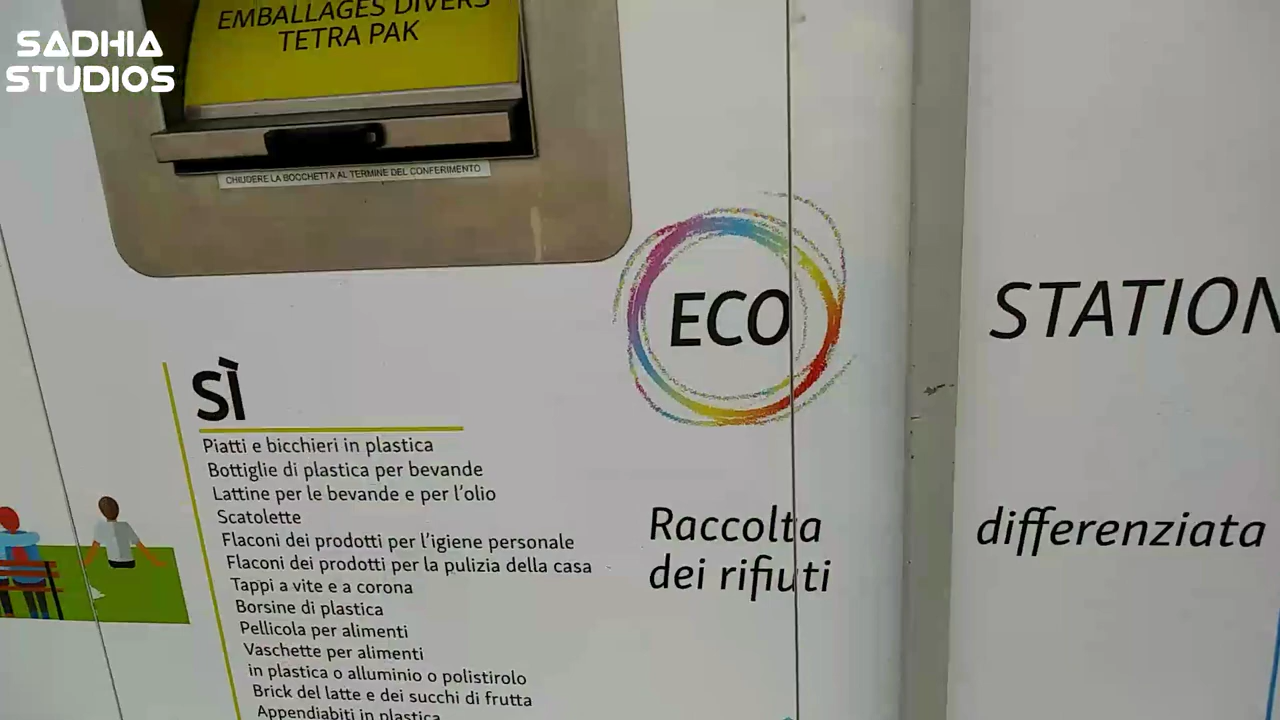 SADHIA
STUDIOS
EMBALLAGES DIVERS
TETRA PAK
CHIUDERE LA BOCCHETTA AL TERMINE DEL CONFERIMENTO
ECO
STATION
SÌ
Piatti e bicchieri in plastica
Bottiglie di plastica per bevande
Lattine per le bevande e per l'olio
Scatolette
Flaconi dei prodotti per l'igiene personale
Flaconi dei prodotti per la pulizia della casa
Tappi a vite e a corona
Borsine di plastica
Pellicola per alimenti
Vaschette per alimenti
in plastica o alluminio o polistirolo
Brick del latte e dei succhi di frutta
Appendiabiti in plastica
Raccolta differenziata
dei rifiuti